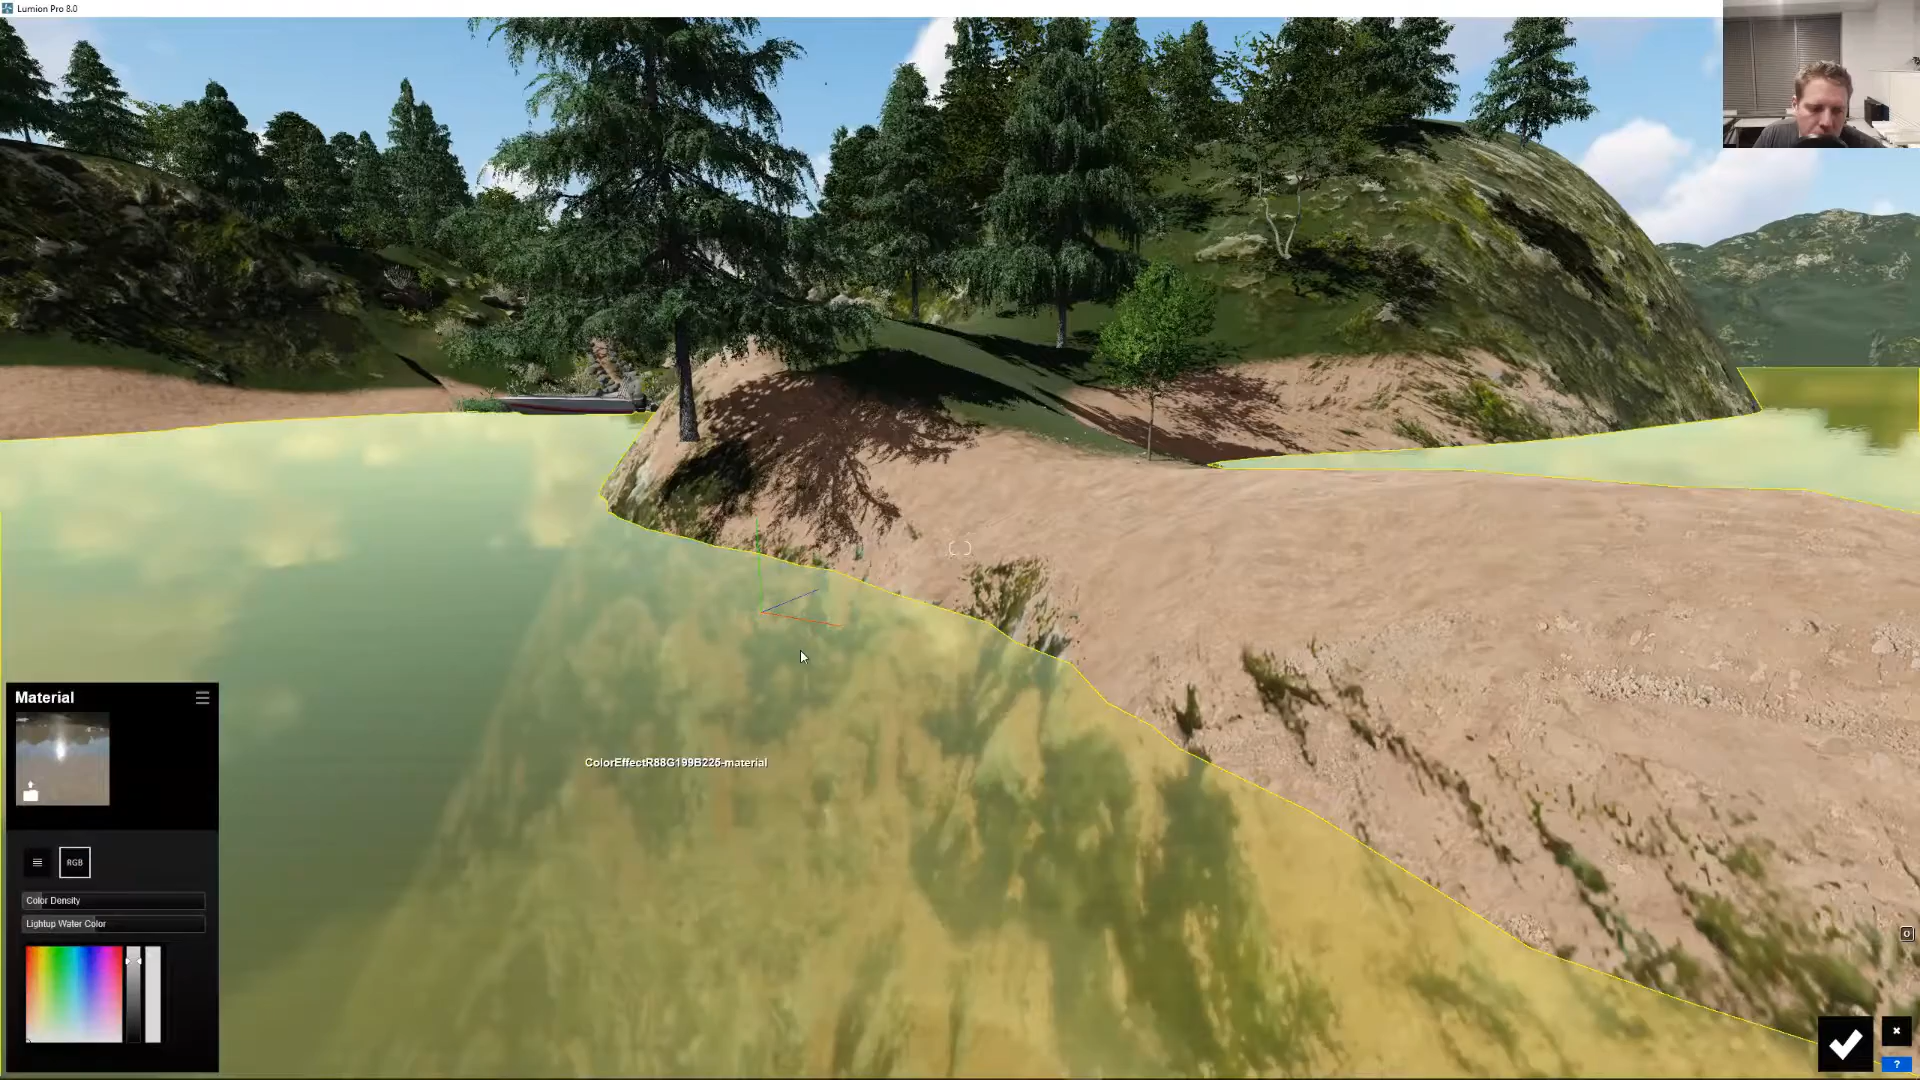 Lumion Pro 8.0
ColorEffectR88G199B225-material
Material
RGB
Color Density
Lightup Water Color
O
?